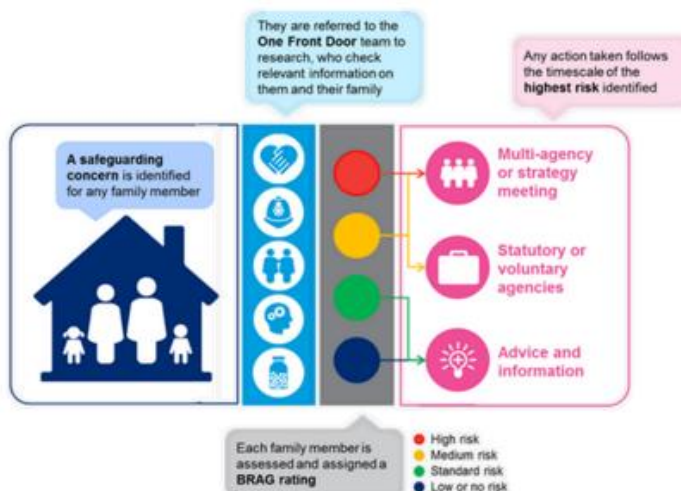 They are referred to the
One Front Door team to
research, who check
relevant information on
them and their family
Any action taken follows
the timescale of the
highest risk identified
A safeguarding
concern is identified
for any family member
Multi-agency
or strategy
meeting
Statutory or
voluntary
agencies
Advice and
information
Each family member is
assessed and assigned a
BRAG rating
High risk
Medium risk
Standard risk
Low or no risk